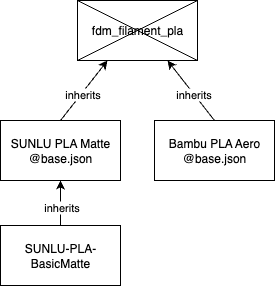 fdm_filament_pla
inherits
inherits
SUNLU PLA Matte
@base.json
Bambu PLA Aero
@base.json
inherits
SUNLU-PLA-
BasicMatte